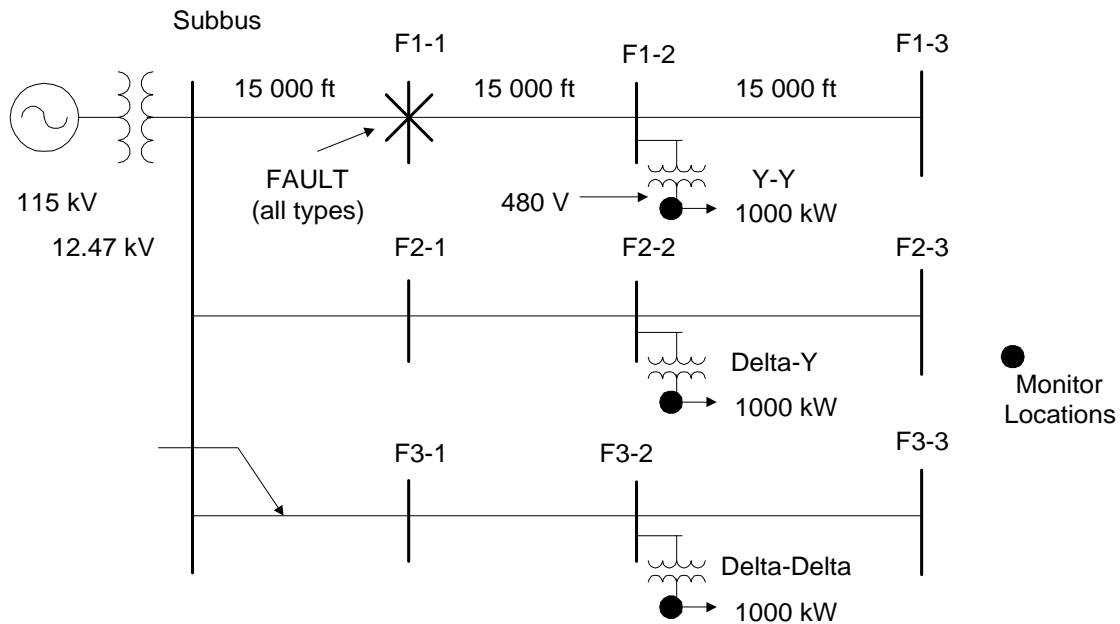 Subbus
F1-1
F1-2
F1-3
15 000 ft
15 000 ft
15 000 ft
FAULT
(all types)
115 kV
12.47 kV
480 V
Y-Y
1000 kW
F2-1
F2-2
F2-3
Delta-Y
1000 kW
Monitor
Locations
F3-1
F3-2
F3-3
Delta-Delta
1000 kW